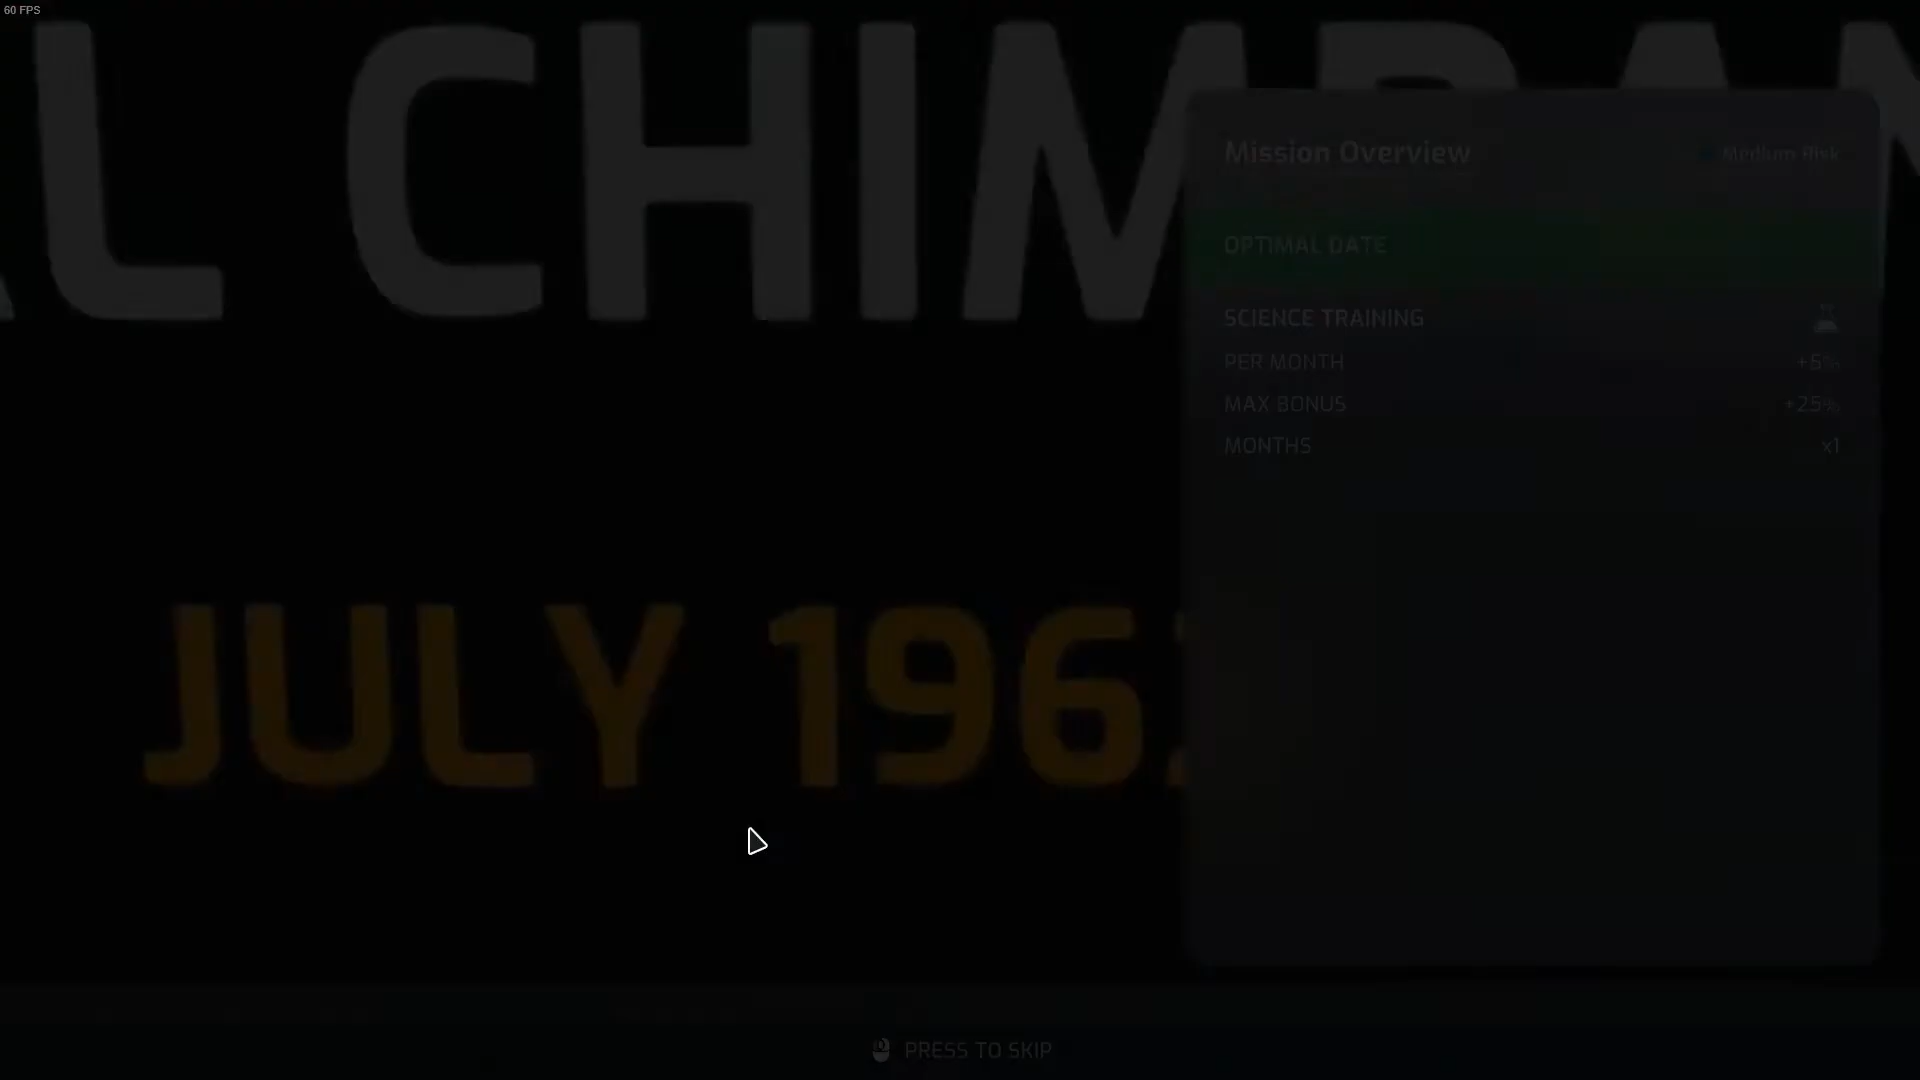 60 FPS
L CHIM
Mission Overview
Medium Risk
OPTIMAL DATE
SCIENCE TRAINING
PER MONTH +5%
MAX BONUS +25%
MONTHS x1
JULY 196
PRESS TO SKIP